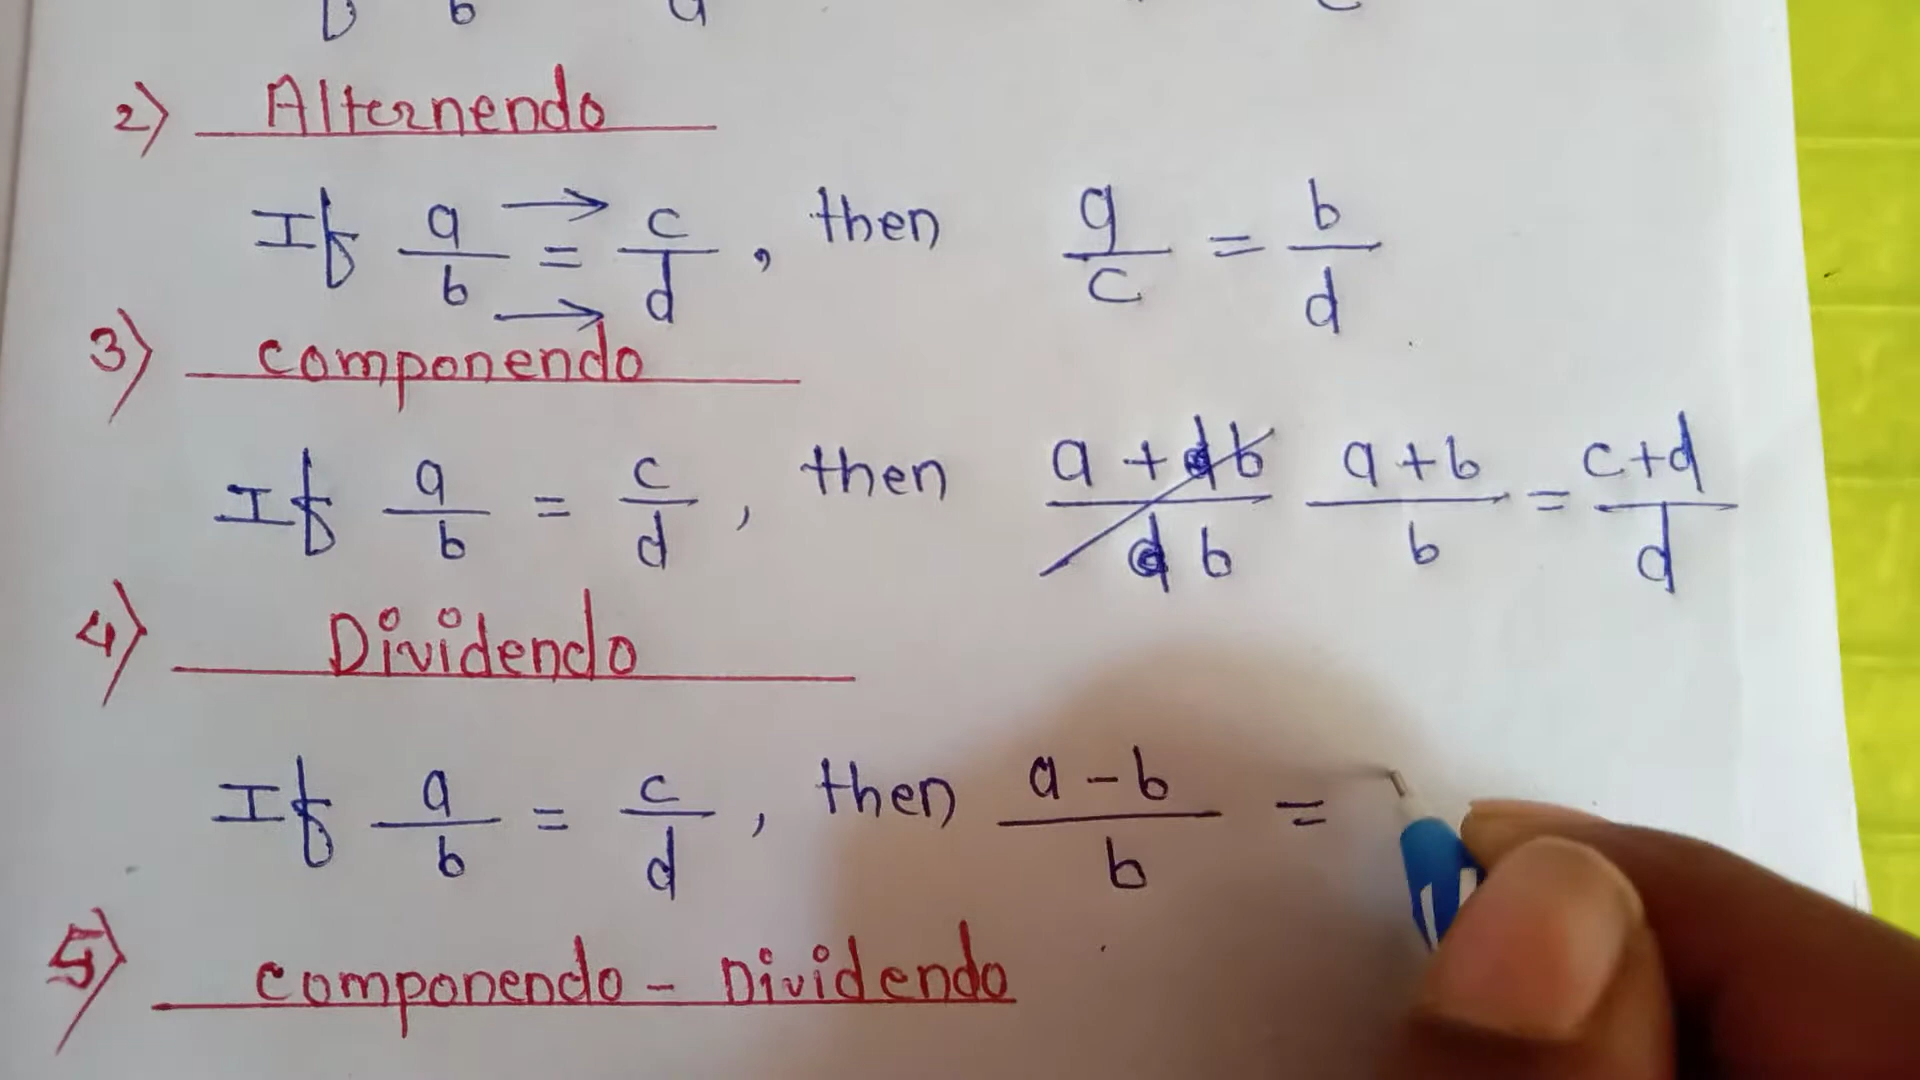 2) Alternendo
If a/b = c/d, then a/c = b/d
3) componendo
If a/b = c/d, then a+b/b = c+d/d
4) Dividendo
If a/b = c/d, then a-b/b =
5) componendo - Dividendo